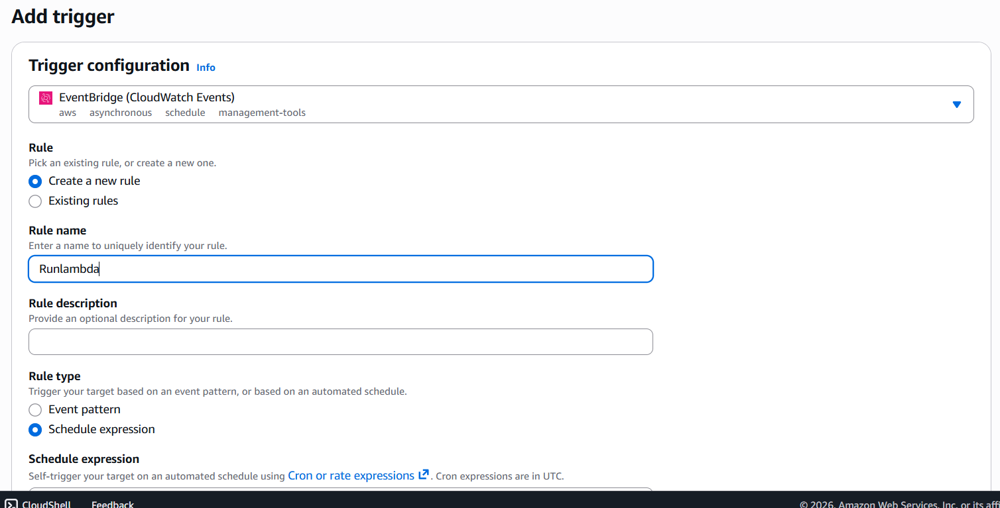 Add trigger
Trigger configuration Info
EventBridge (CloudWatch Events)
aws asynchronous schedule management-tools
Rule
Pick an existing rule, or create a new one.
Create a new rule
Existing rules
Rule name
Enter a name to uniquely identify your rule.
Runlambda
Rule description
Provide an optional description for your rule.
Rule type
Trigger your target based on an event pattern, or based on an automated schedule.
Event pattern
Schedule expression
Schedule expression
Self-trigger your target on an automated schedule using Cron or rate expressions. Cron expressions are in UTC.
CloudShell Feedback © 2026, Amazon Web Services, Inc. or its